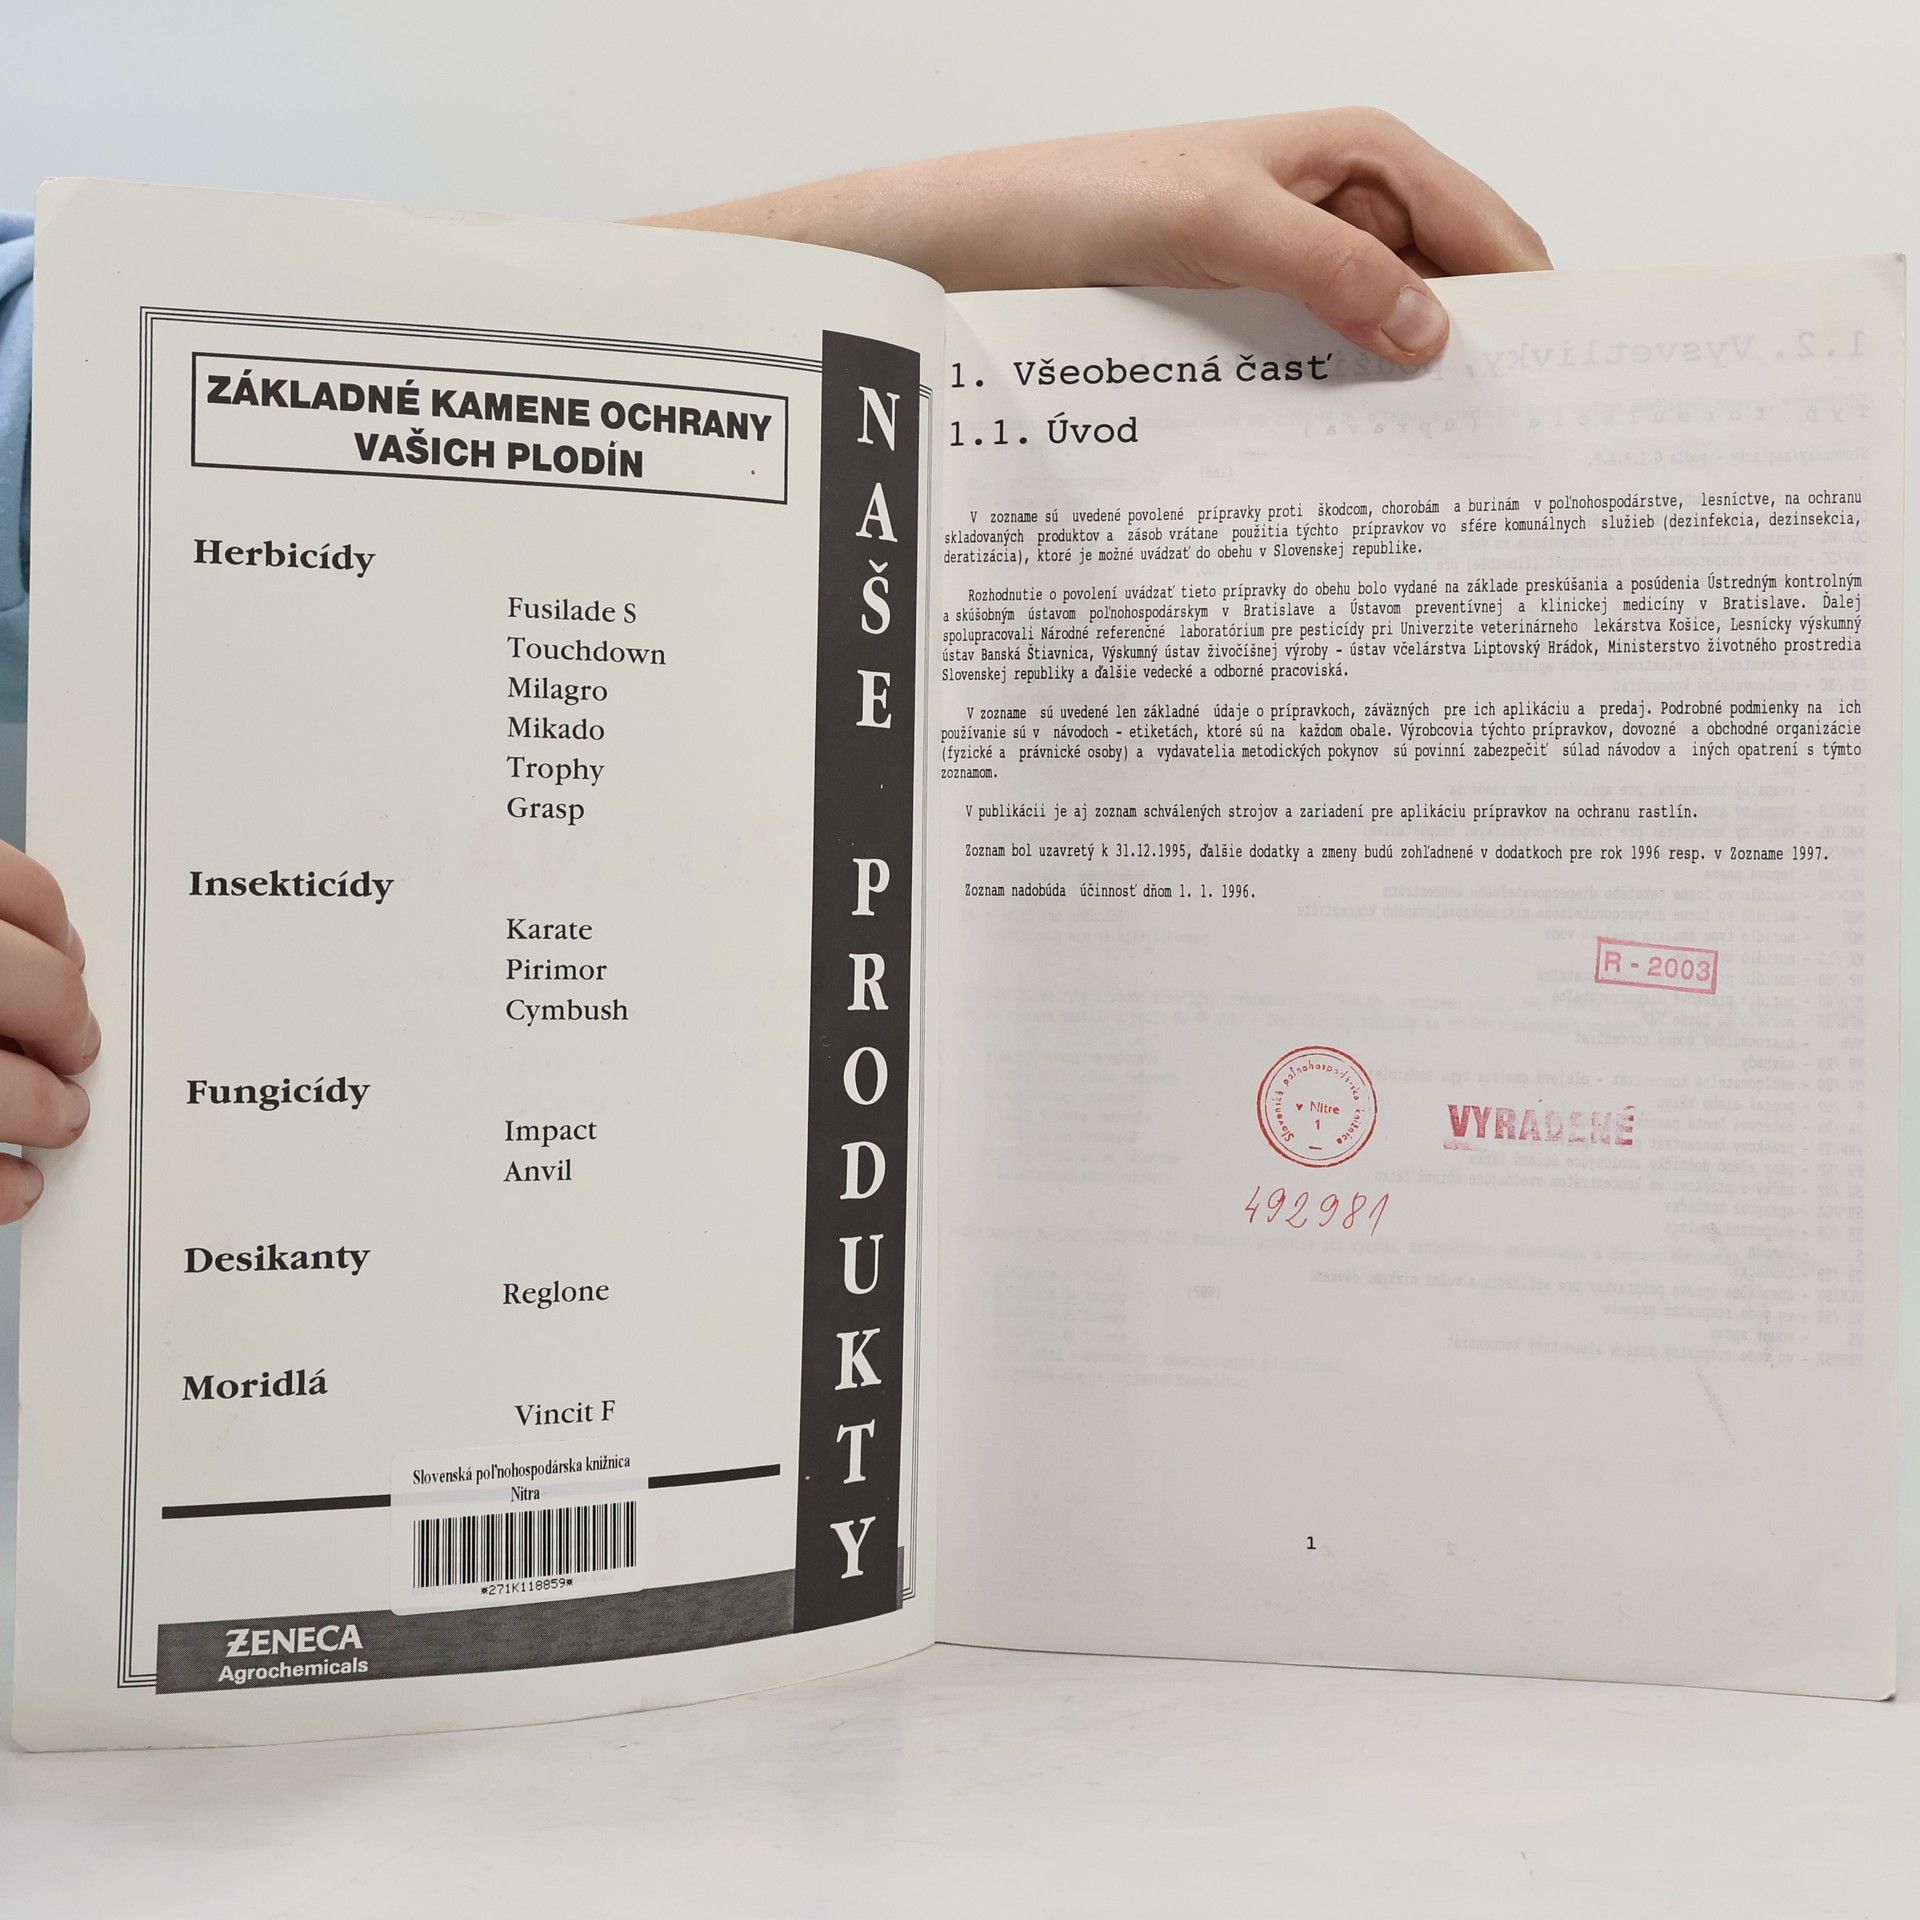 ZÁKLADNÉ KAMENE OCHRANY
VAŠICH PLODÍN
Herbicídy
Fusilade S
Touchdown
Milagro
Mikado
Trophy
Grasp
Insekticídy
Karate
Pirimor
Cymbush
Fungicídy
Impact
Anvil
Desikanty
Reglone
Moridlá
Vincit F
Slovenská poľnohospodárska knižnica
Nitra
*271K118859*
ZENECA
Agrochemicals
NAŠE PRODUKTY
1. Všeobecná časť
1.1. Úvod
V zozname sú uvedené povolené prípravky proti škodcom, chorobám a burinám v poľnohospodárstve, lesníctve, na ochranu
skladovaných produktov a zásob vrátane použitia týchto prípravkov vo sfére komunálnych služieb (dezinfekcia, dezinsekcia,
deratizácia), ktoré je možné uvádzať do obehu v Slovenskej republike.
Rozhodnutie o povolení uvádzať tieto prípravky do obehu bolo vydané na základe preskúšania a posúdenia Ústredným kontrolným
a skúšobným ústavom poľnohospodárskym v Bratislave a Ústavom preventívnej a klinickej medicíny v Bratislave. Ďalej
spolupracovali Národné referenčné laboratórium pre pesticídy pri Univerzite veterinárneho lekárstva Košice, Lesnícky výskumný
ústav Banská Štiavnica, Výskumný ústav živočíšnej výroby - ústav včelárstva Liptovský Hrádok, Ministerstvo životného prostredia
Slovenskej republiky a ďalšie vedecké a odborné pracoviská.
V zozname sú uvedené len základné údaje o prípravkoch, záväzných pre ich aplikáciu a predaj. Podrobné podmienky na ich
používanie sú v návodoch - etiketách, ktoré sú na každom obale. Výrobcovia týchto prípravkov, dovozné a obchodné organizácie
(fyzické a právnické osoby) a vydavatelia metodických pokynov sú povinní zabezpečiť súlad návodov a iných opatrení s týmto
zoznamom.
V publikácii je aj zoznam schválených strojov a zariadení pre aplikáciu prípravkov na ochranu rastlín.
Zoznam bol uzavretý k 31.12.1995, ďalšie dodatky a zmeny budú zohľadnené v dodatkoch pre rok 1996 resp. v Zozname 1997.
Zoznam nadobúda účinnosť dňom 1. 1. 1996.
R - 2003
Slovenská poľnohospodárska knižnica
v Nitre
1
VYRADENÉ
492981
1